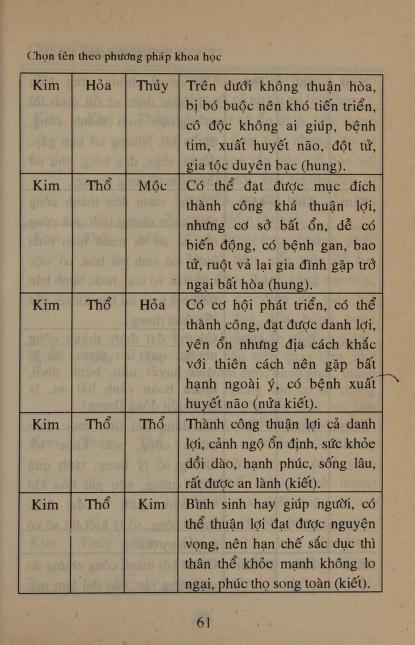 Chọn tên theo phương pháp khoa học
Kim Hỏa Thủy Trên dưới không thuận hòa,
bị bó buộc nên khó tiến triển,
cô độc không ai giúp, bệnh
tim, xuất huyết não, đột tử,
gia tộc duyên bạc (hung).
Kim Thổ Mộc Có thể đạt được mục đích
thành công khá thuận lợi,
nhưng cơ sở bất ổn, dễ có
biến động, có bệnh gan, bao
tử, ruột vả lại gia đình gặp trở
ngại bất hòa (hung).
Kim Thổ Hỏa Có cơ hội phát triển, có thể
thành công, đạt được danh lợi,
yên ổn nhưng địa cách khắc
với thiên cách nên gặp bất
hạnh ngoài ý, có bệnh xuất
huyết não (nửa kiết).
Kim Thổ Thổ Thành công thuận lợi cả danh
lợi, cảnh ngộ ổn định, sức khỏe
dồi dào, hạnh phúc, sống lâu,
rất được an lành (kiết).
Kim Thổ Kim Bình sinh hay giúp người, có
thể thuận lợi đạt được nguyện
vọng, nên hạn chế sắc dục thì
thân thể khỏe mạnh không lo
ngại, phúc thọ song toàn (kiết).
61